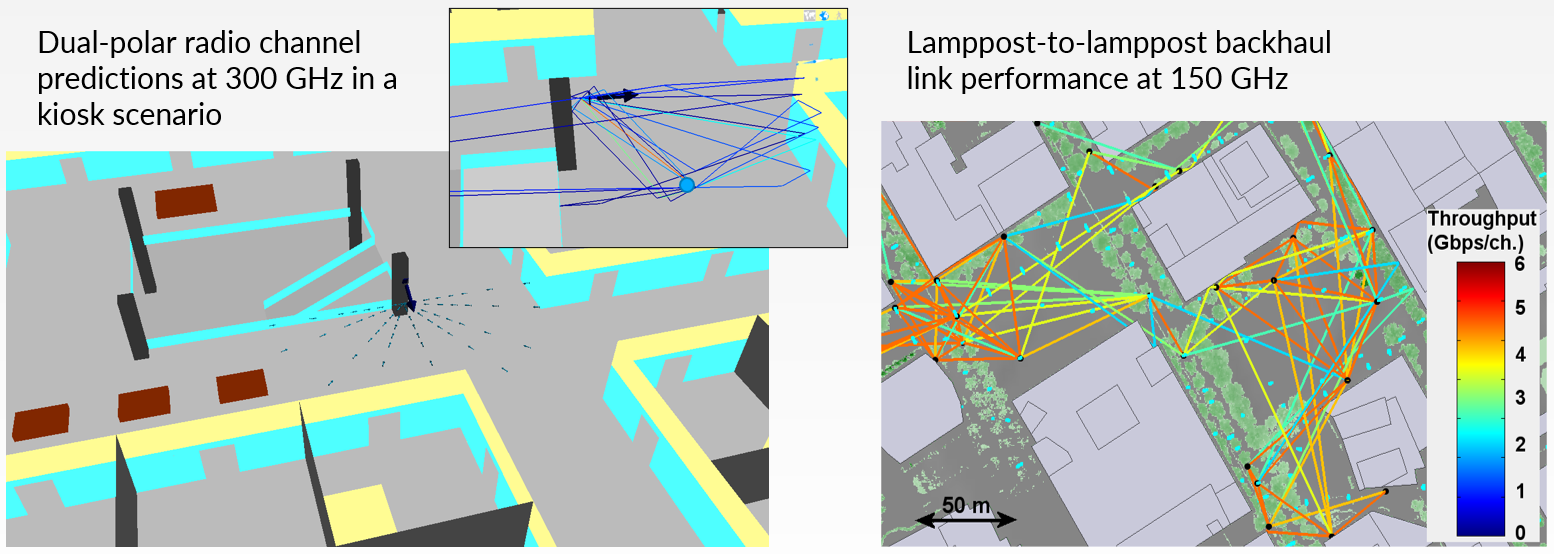 Dual-polar radio channel
predictions at 300 GHz in a
kiosk scenario
Lamppost-to-lamppost backhaul
link performance at 150 GHz
Throughput
(Gbps/ch.)
6
5
4
3
2
1
0
50 m